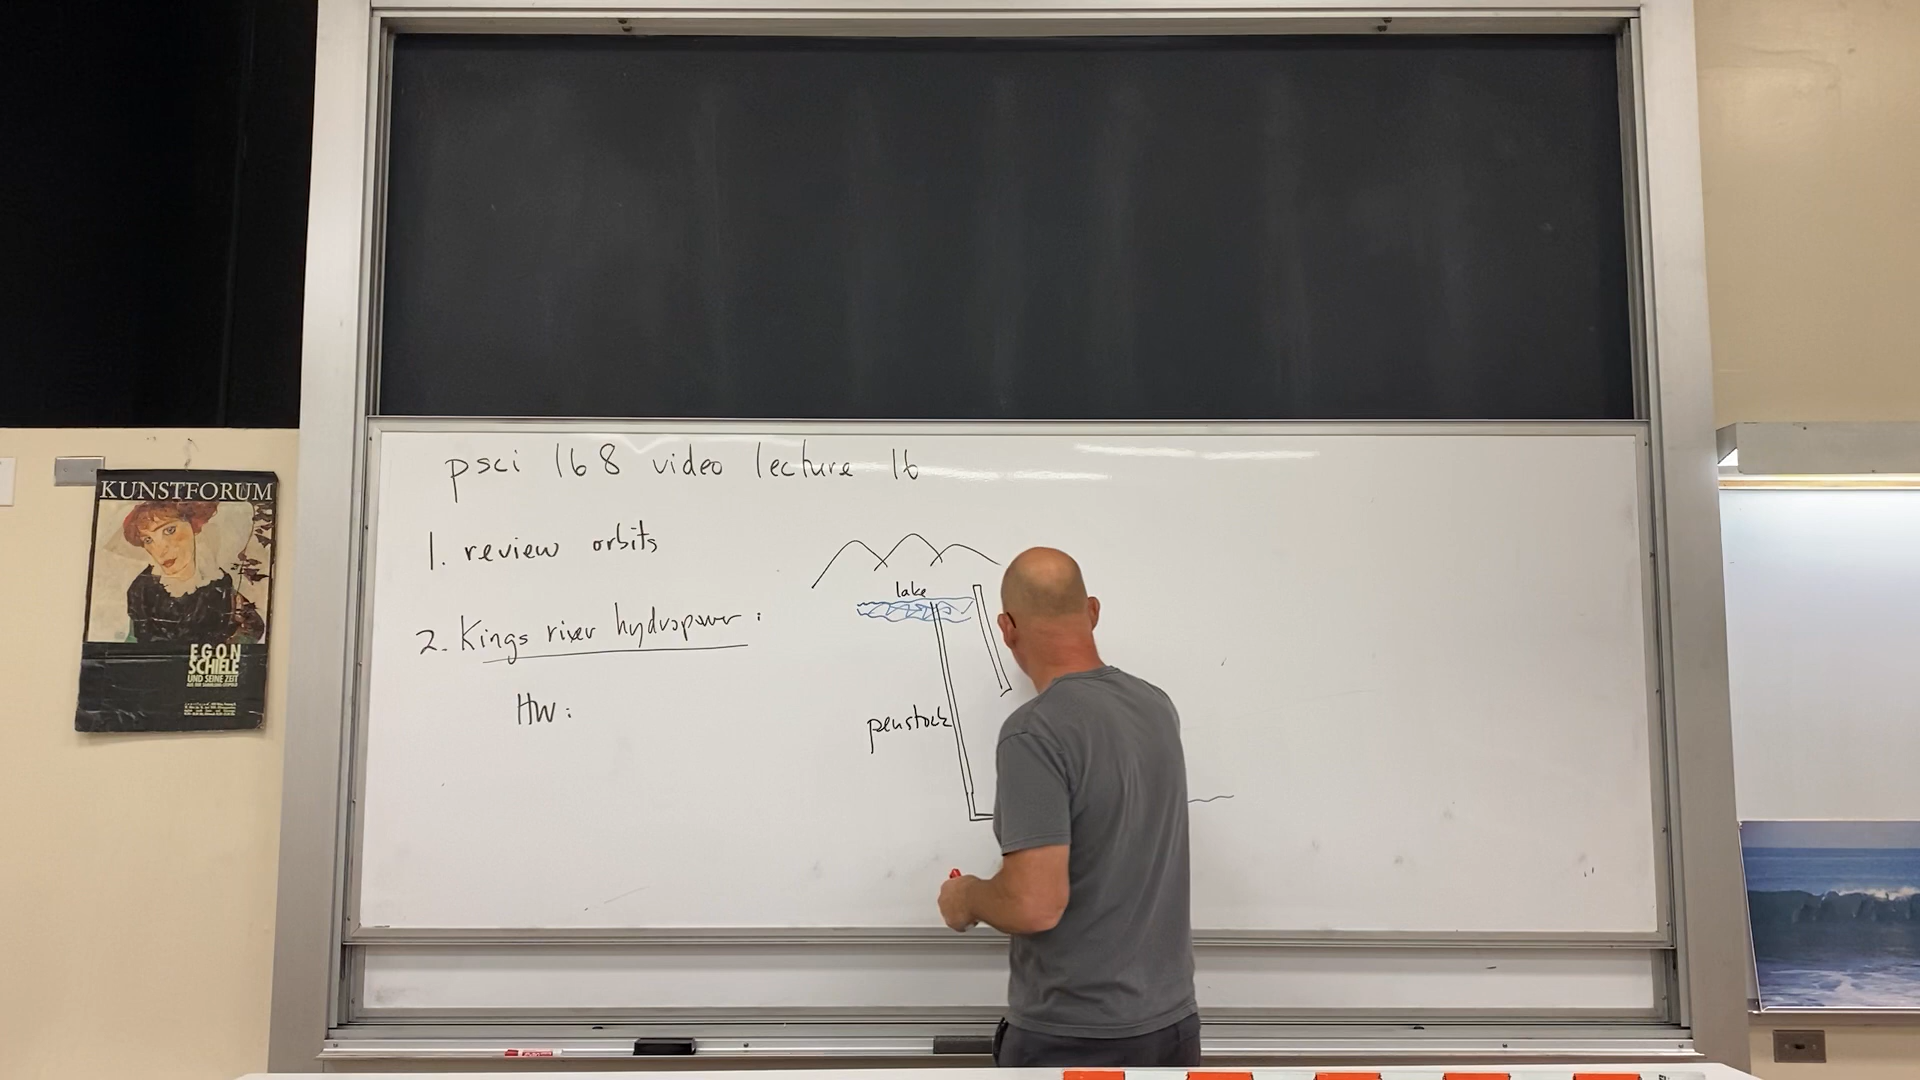 psci 168 video lecture 16
1. review orbits
2. Kings river hydropower :
HW :
lake
penstock
KUNSTFORUM
EGON
SCHIELE
UND SEINE ZEIT